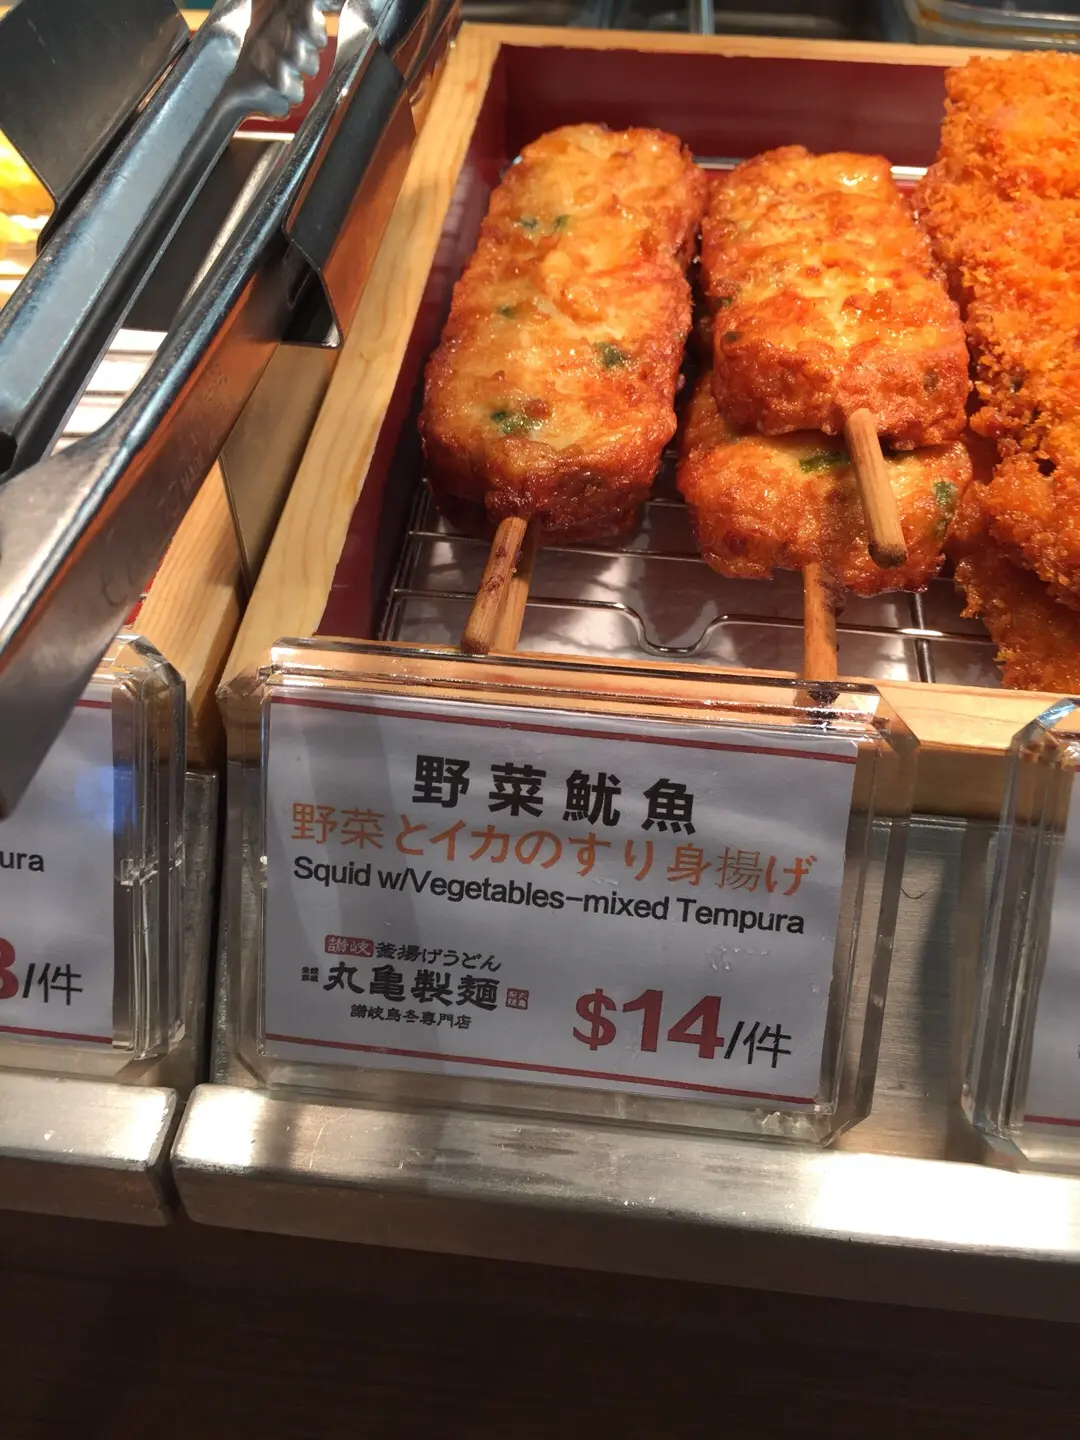 野菜魷魚
野菜とイカのすり身揚げ
Squid w/Vegetables-mixed Tempura
讃岐 釜揚げうどん
丸亀製麺
讃岐烏冬専門店
$14/件
ura
8/件